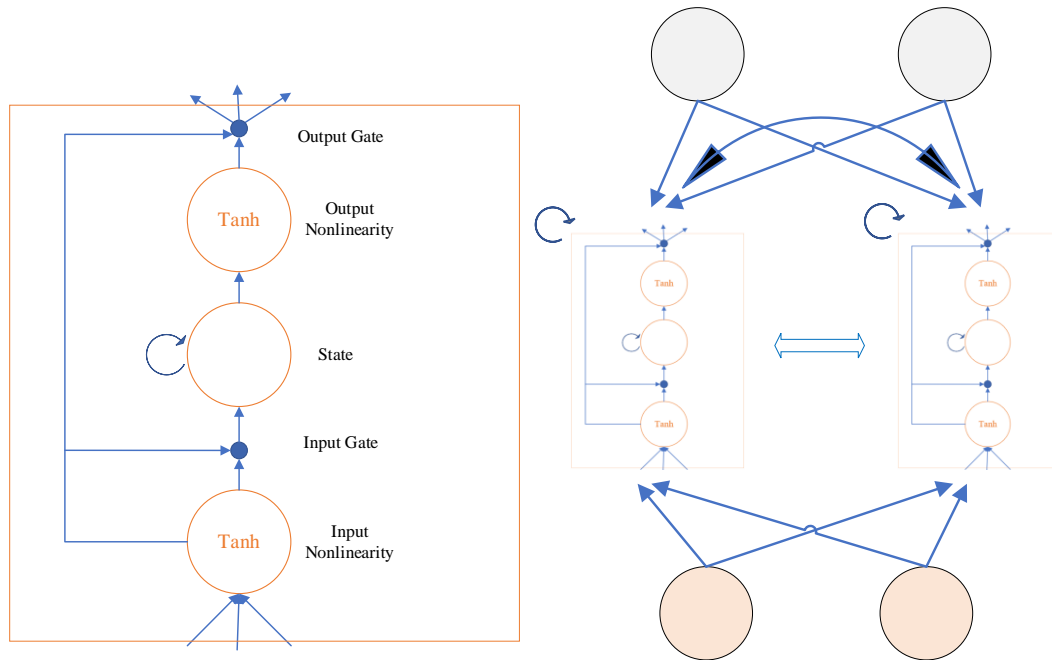 Output Gate
Tanh
Output
Nonlinearity
State
Input Gate
Tanh
Input
Nonlinearity
Tanh
Tanh
Tanh
Tanh